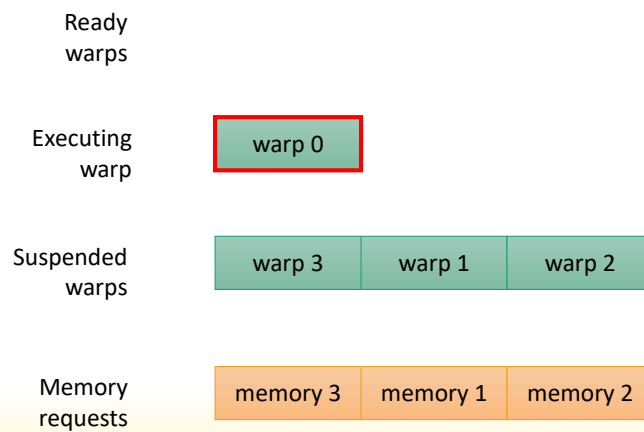 Ready
warps
Executing
warp
warp 0
Suspended
warps
warp 3 warp 1 warp 2
Memory
requests
memory 3 memory 1 memory 2